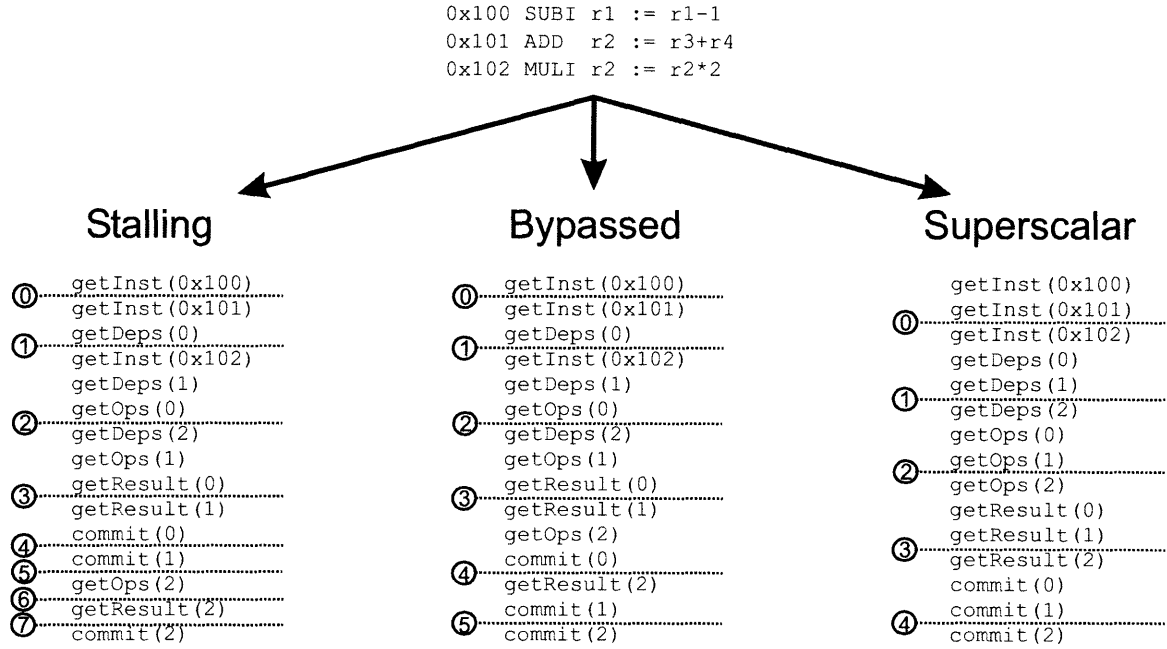 0x100 SUBI r1 := r1-1
0x101 ADD r2 := r3+r4
0x102 MULI r2 := r2*2
Stalling
getInst(0x100)
0
getInst(0x101)
getDeps(0)
1
getInst(0x102)
getDeps(1)
getOps(0)
2
getDeps(2)
getOps(1)
getResult(0)
3
getResult(1)
commit(0)
4
commit(1)
5
getOps(2)
6
getResult(2)
7
commit(2)
Bypassed
getInst(0x100)
0
getInst(0x101)
getDeps(0)
1
getInst(0x102)
getDeps(1)
getOps(0)
2
getDeps(2)
getOps(1)
getResult(0)
3
getResult(1)
getOps(2)
commit(0)
4
getResult(2)
commit(1)
5
commit(2)
Superscalar
getInst(0x100)
getInst(0x101)
0
getInst(0x102)
getDeps(0)
getDeps(1)
1
getDeps(2)
getOps(0)
getOps(1)
2
getOps(2)
getResult(0)
getResult(1)
3
getResult(2)
commit(0)
commit(1)
4
commit(2)